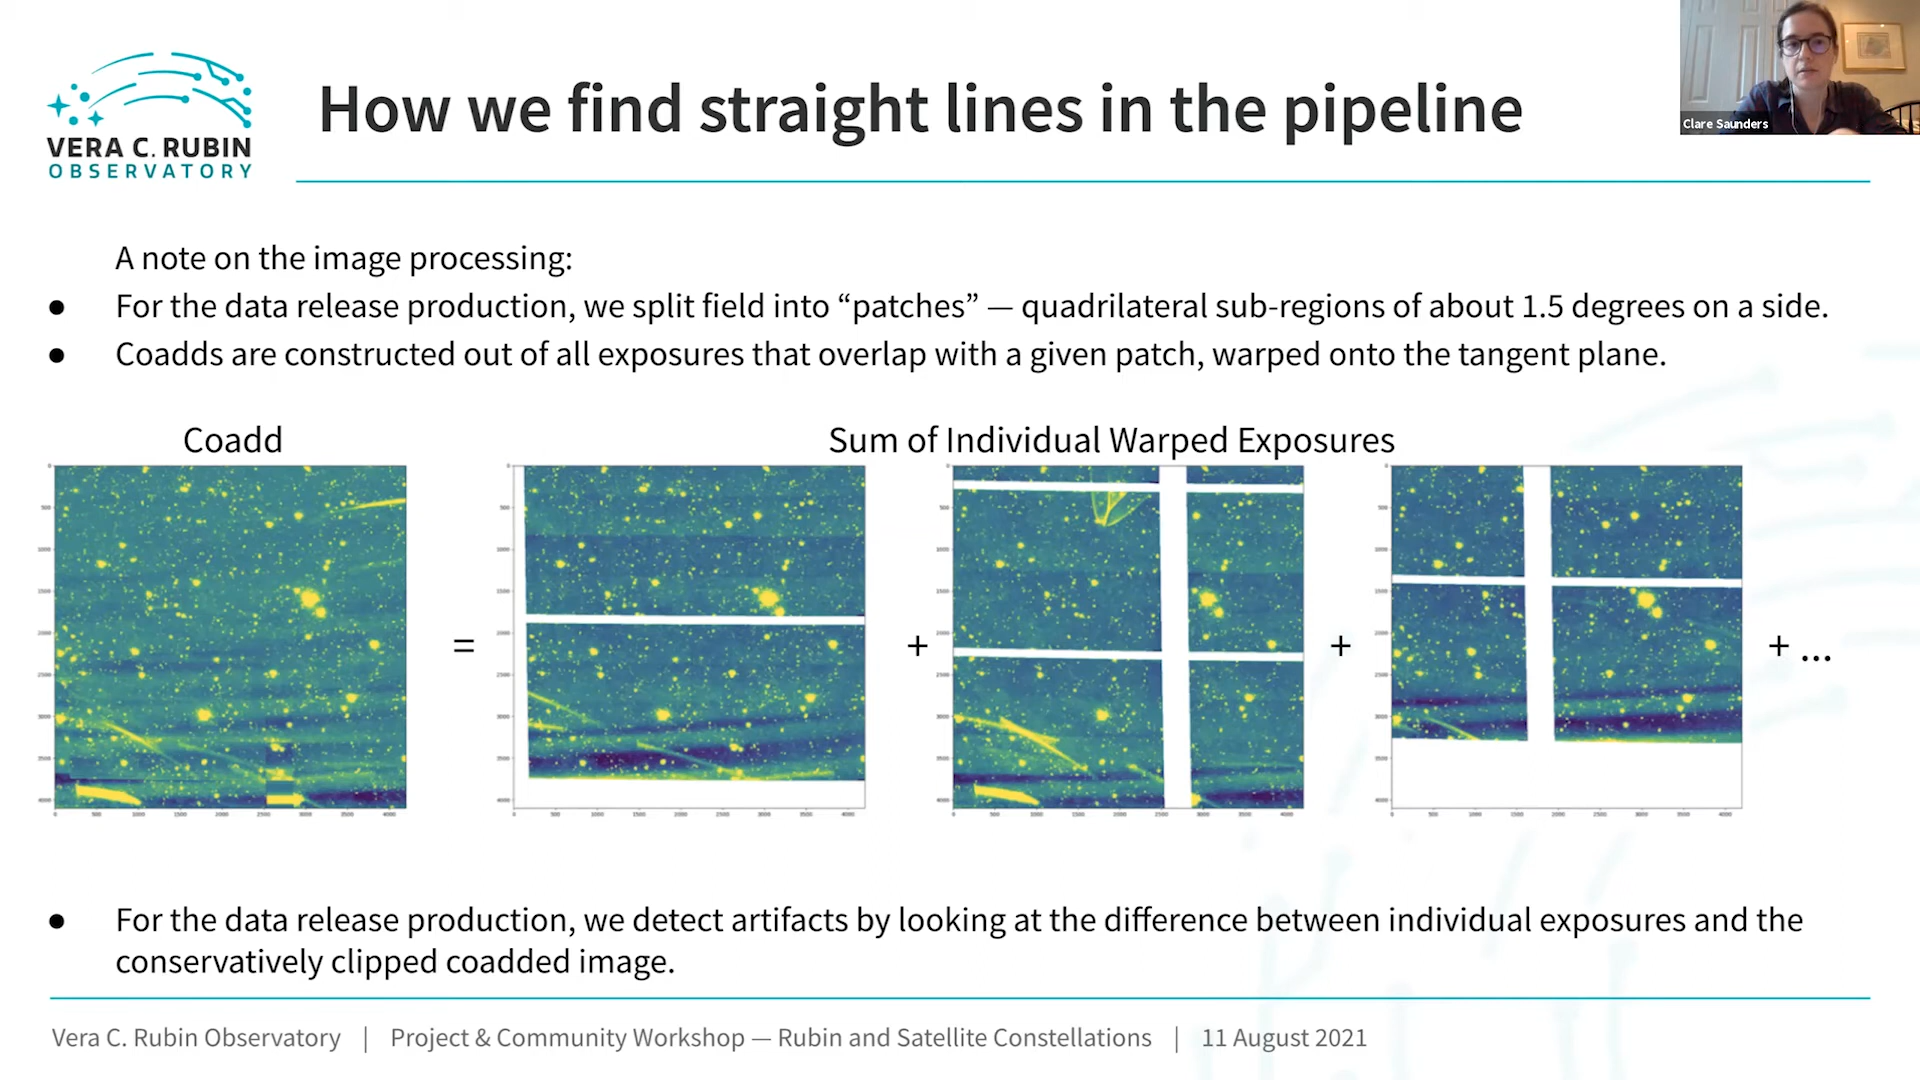 VERA C. RUBIN
OBSERVATORY
How we find straight lines in the pipeline
Clare Saunders
A note on the image processing:
● For the data release production, we split field into “patches” — quadrilateral sub-regions of about 1.5 degrees on a side.
● Coadds are constructed out of all exposures that overlap with a given patch, warped onto the tangent plane.
Coadd
Sum of Individual Warped Exposures
= + + + ...
● For the data release production, we detect artifacts by looking at the difference between individual exposures and the
conservatively clipped coadded image.
Vera C. Rubin Observatory | Project & Community Workshop — Rubin and Satellite Constellations | 11 August 2021